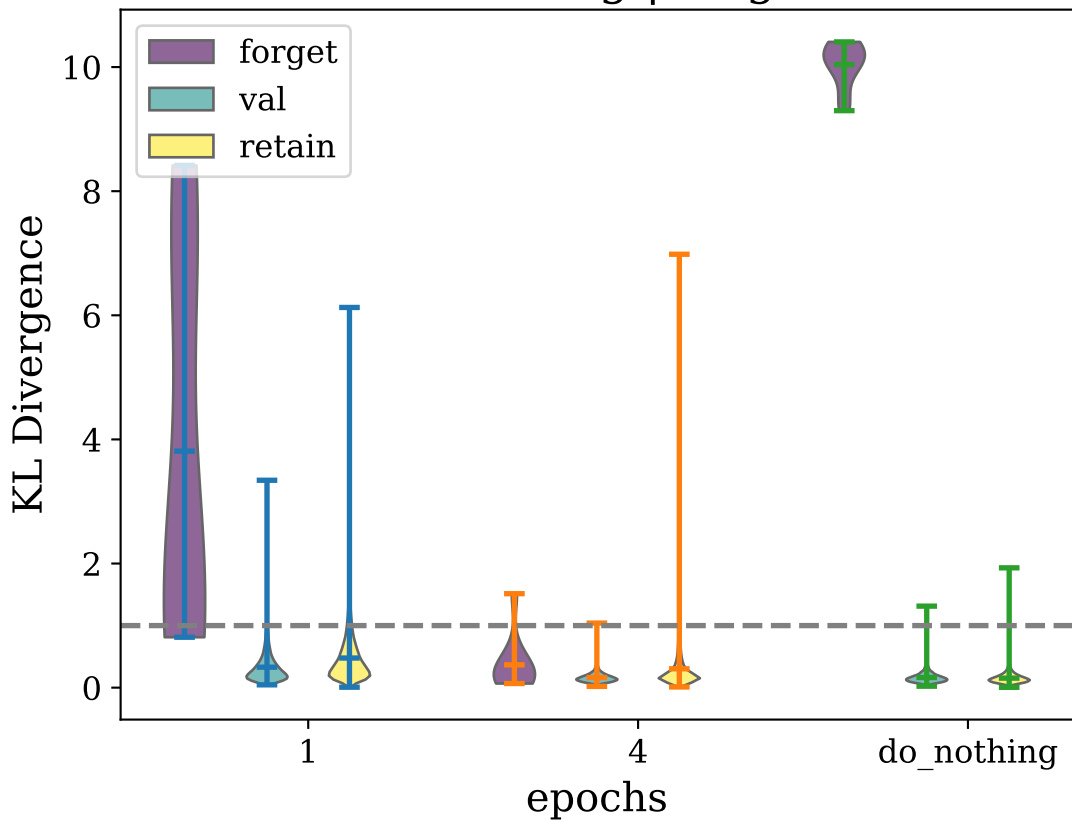 forget
val
retain
10
8
6
4
2
0
KL Divergence
1
4
do_nothing
epochs